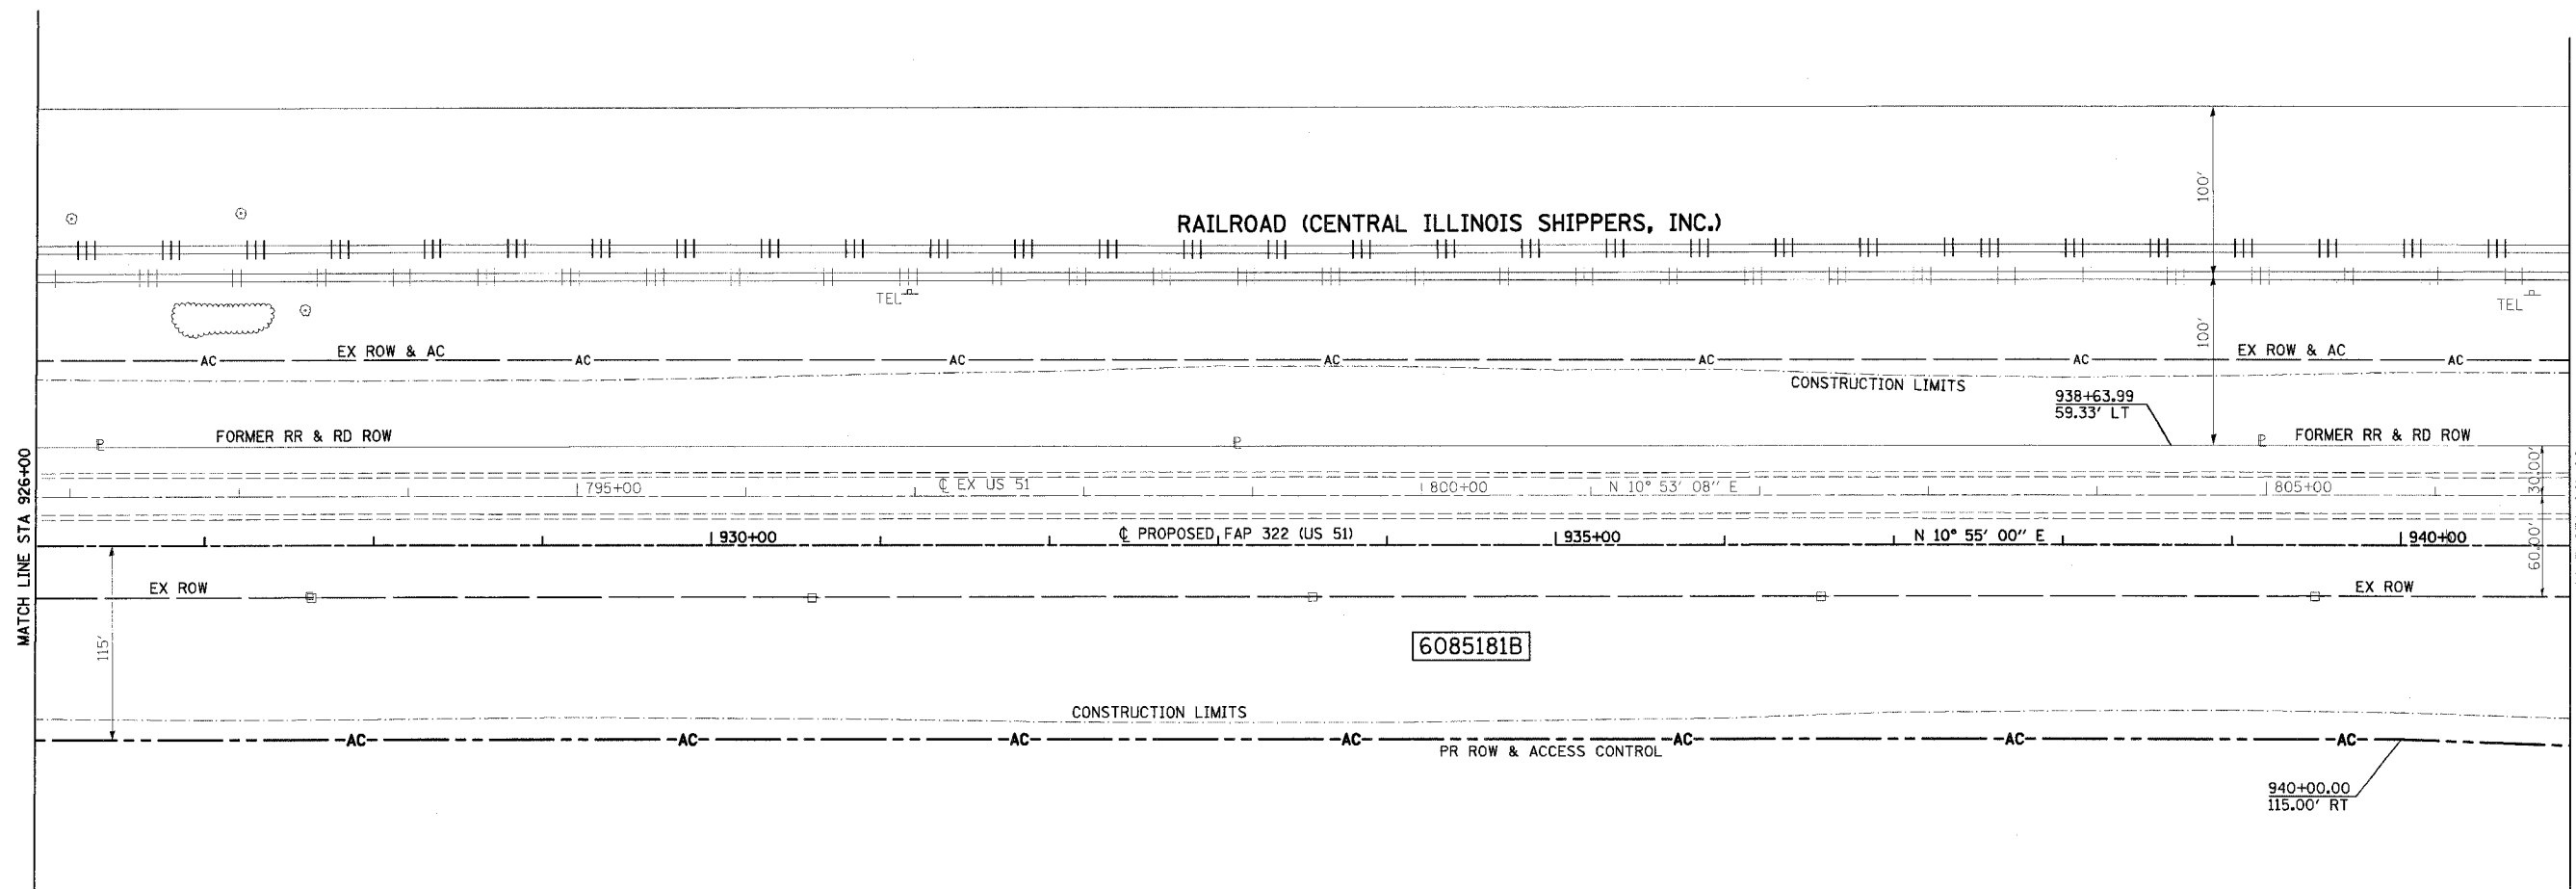 100'
RAILROAD (CENTRAL ILLINOIS SHIPPERS, INC.)
TEL
TEL
100'
EX ROW & AC
EX ROW & AC
AC AC AC AC AC AC AC
CONSTRUCTION LIMITS
938+63.99
59.33' LT
FORMER RR & RD ROW
FORMER RR & RD ROW
PL PL PL
MATCH LINE STA 926+00
30.00'
795+00
CL EX US 51
800+00
N 10° 53' 08" E
805+00
930+00
CL PROPOSED FAP 322 (US 51)
935+00
N 10° 55' 00" E
940+00
60.00'
EX ROW
EX ROW
115'
6085181B
CONSTRUCTION LIMITS
AC AC AC AC AC AC AC
PR ROW & ACCESS CONTROL
940+00.00
115.00' RT